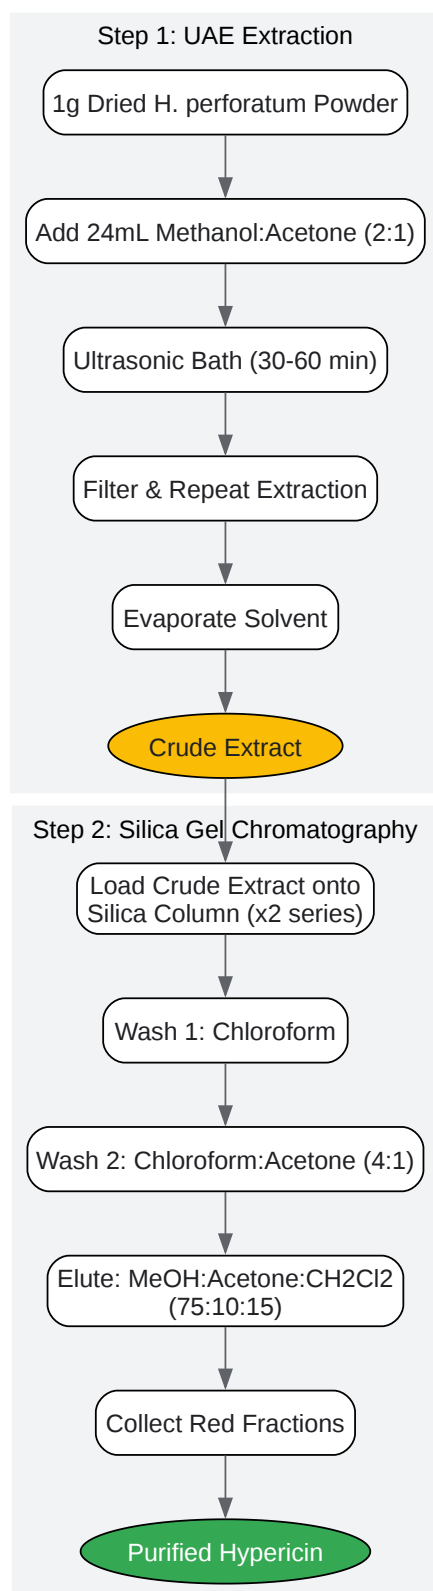 Step 1: UAE Extraction
1g Dried H. perforatum Powder
Add 24mL Methanol:Acetone (2:1)
Ultrasonic Bath (30-60 min)
Filter & Repeat Extraction
Evaporate Solvent
Crude Extract
Step 2: Silica Gel Chromatography
Load Crude Extract onto
Silica Column (x2 series)
Wash 1: Chloroform
Wash 2: Chloroform:Acetone (4:1)
Elute: MeOH:Acetone:CH2Cl2
(75:10:15)
Collect Red Fractions
Purified Hypericin